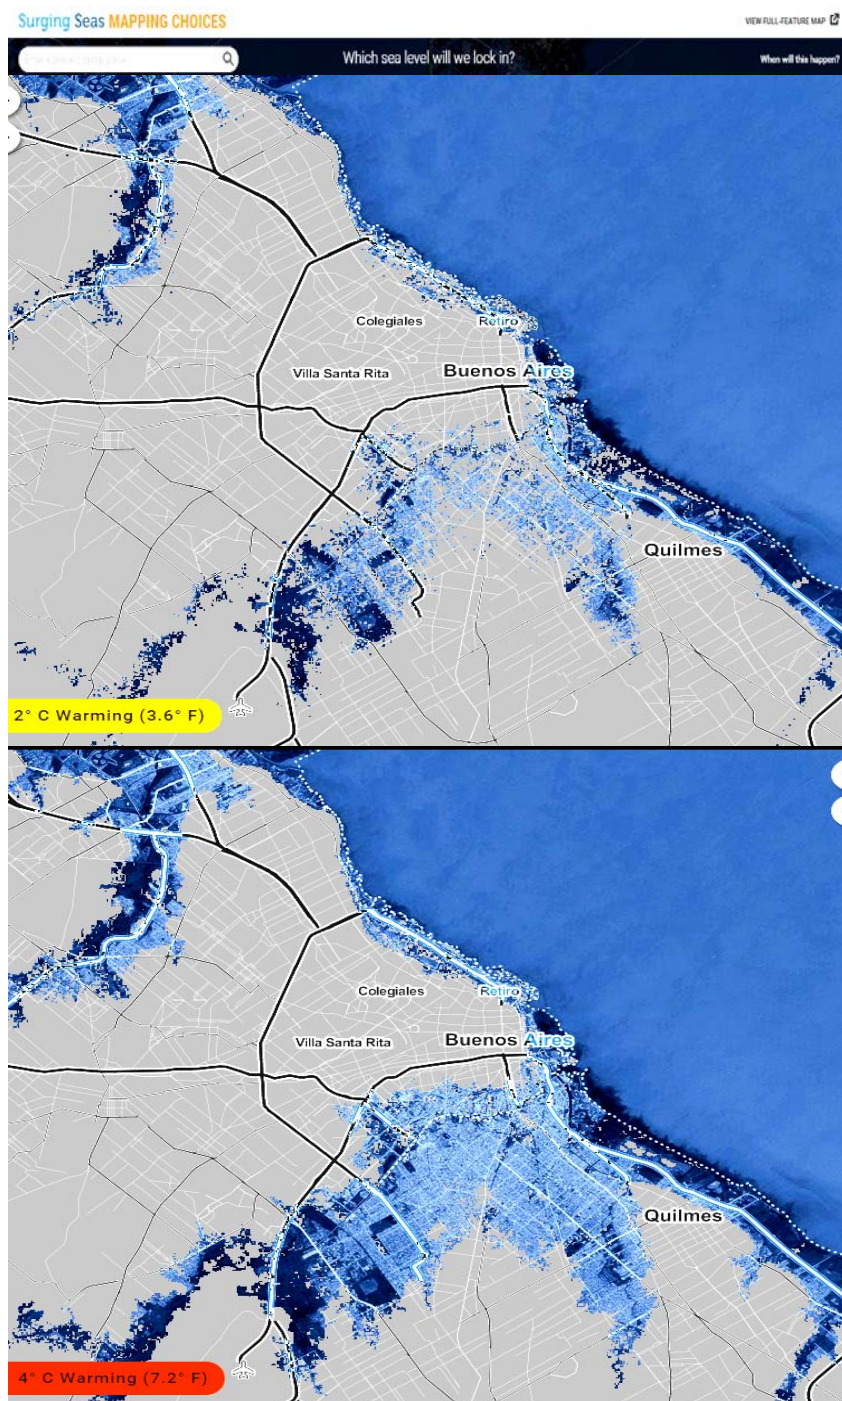 Surging Seas MAPPING CHOICES
VIEW FULL-FEATURE MAP
Which sea level will we lock in?
When will this happen?
Colegiales
Retiro
Villa Santa Rita
Buenos Aires
Quilmes
2° C Warming (3.6° F)
Colegiales
Retiro
Buenos Aires
Villa Santa Rita
Quilmes
4° C Warming (7.2° F)